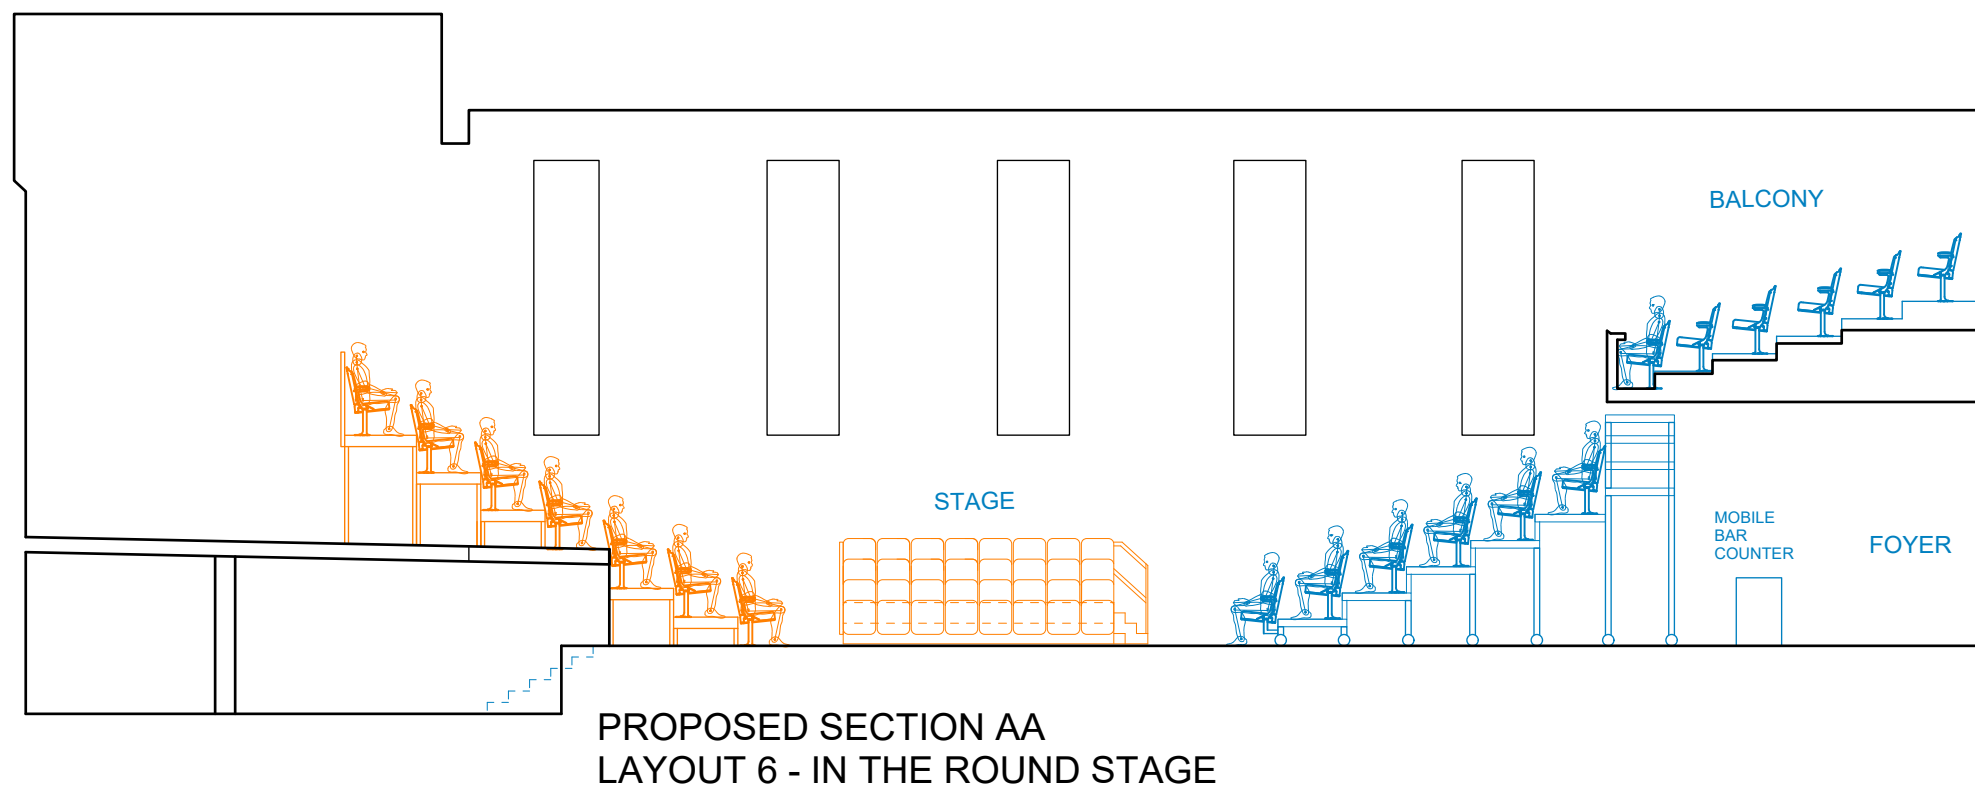 BALCONY
STAGE
MOBILE
BAR
COUNTER
FOYER
PROPOSED SECTION AA
LAYOUT 6 - IN THE ROUND STAGE